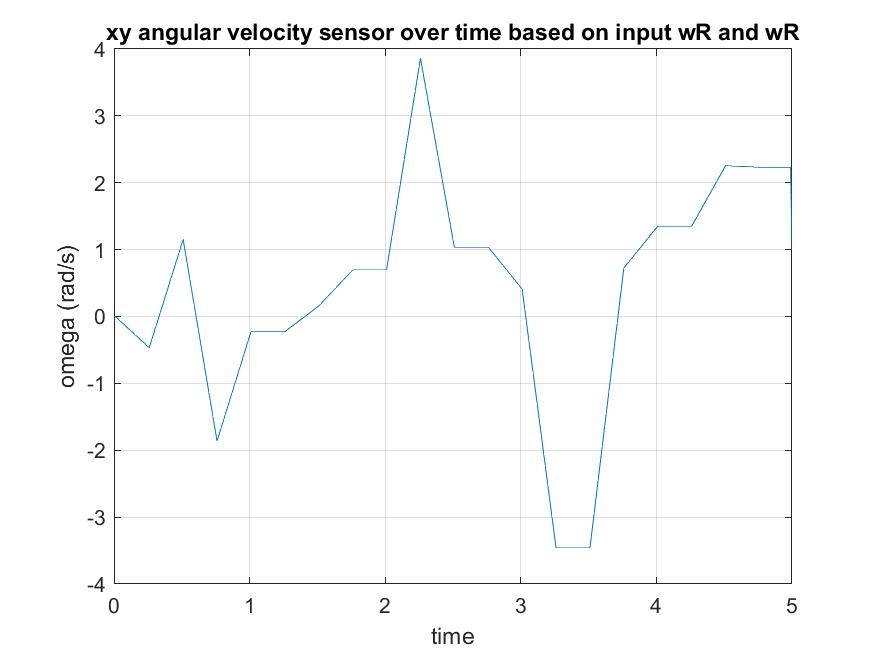 xy angular velocity sensor over time based on input wR and wR
4
3
2
1
0
-1
-2
-3
-4
omega (rad/s)
0 1 2 3 4 5
time